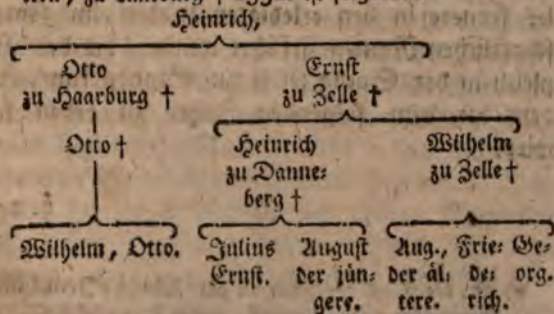 Heinrich,
Otto Ernſt
zu Haarburg † zu Zelle †
Otto † Heinrich Wilhelm
zu Danne⸗ zu Zelle †
berg †
Wilhelm, Otto. Julius Auguſt Aug., Frie⸗ Ge⸗
Ernſt. der jün⸗ der äl⸗ de⸗ org.
gere. tere. rich.